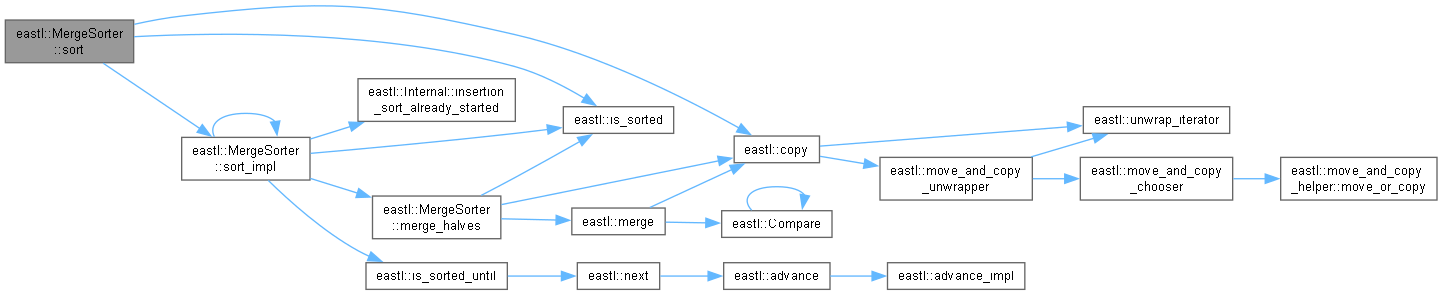 eastl::MergeSorter
::sort
eastl::Internal::insertion
_sort_already_started
eastl::is_sorted
eastl::unwrap_iterator
eastl::MergeSorter
::sort_impl
eastl::copy
eastl::move_and_copy
_unwrapper
eastl::move_and_copy
_chooser
eastl::move_and_copy
_helper::move_or_copy
eastl::MergeSorter
::merge_halves
eastl::merge
eastl::Compare
eastl::is_sorted_until
eastl::next
eastl::advance
eastl::advance_impl